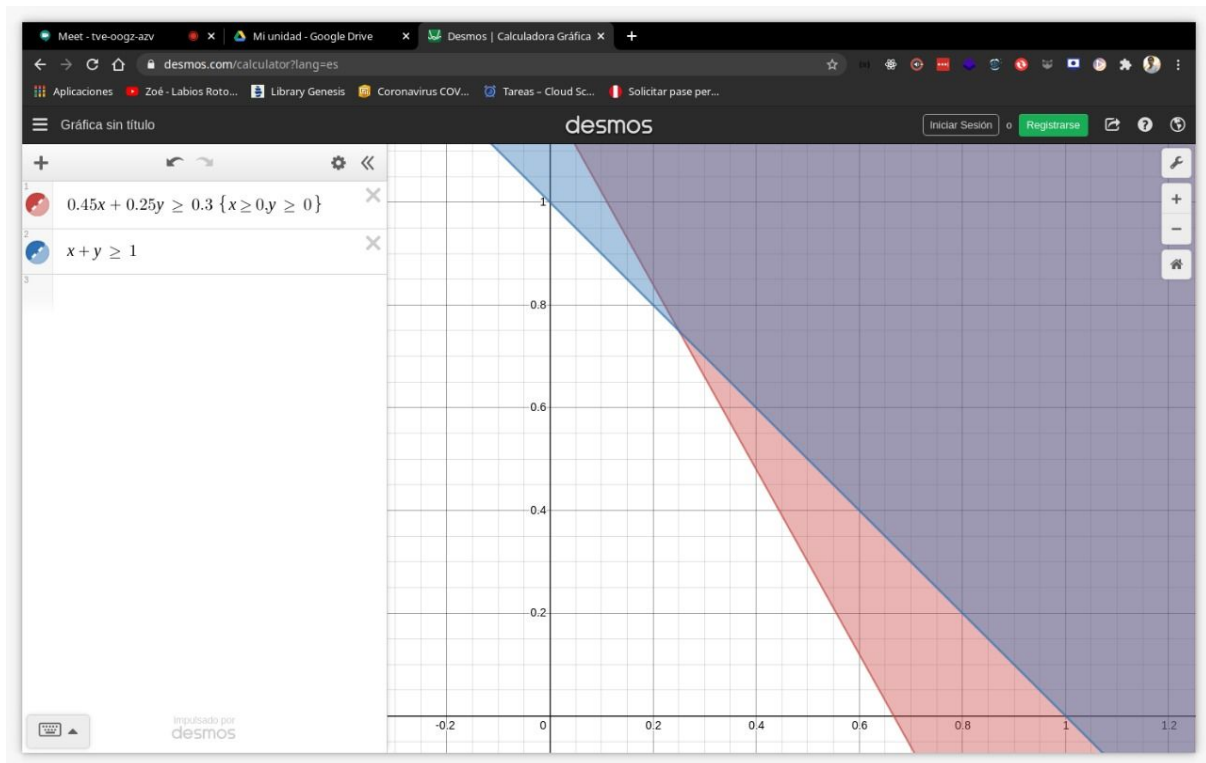 Meet - tve-oogz-azv
Mi unidad - Google Drive
Desmos | Calculadora Gráfica
desmos.com/calculator?lang=es
Aplicaciones
Zoé - Labios Roto...
Library Genesis
Coronavirus COV...
Tareas – Cloud Sc...
Solicitar pase per...
Gráfica sin título
desmos
Iniciar Sesión o Registrarse
1
0.45x + 0.25y ≥ 0.3 {x ≥ 0,y ≥ 0}
2
x + y ≥ 1
3
impulsado por
desmos
1
0.8
0.6
0.4
0.2
-0.2 0 0.2 0.4 0.6 0.8 1 1.2